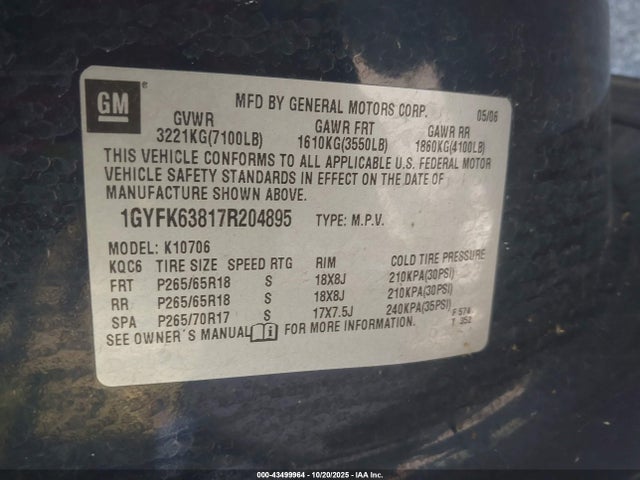 GM ®
MFD BY GENERAL MOTORS CORP. 05/06
GVWR GAWR FRT GAWR RR
3221KG(7100LB) 1610KG(3550LB) 1860KG(4100LB)
THIS VEHICLE CONFORMS TO ALL APPLICABLE U.S. FEDERAL MOTOR
VEHICLE SAFETY STANDARDS IN EFFECT ON THE DATE OF
MANUFACTURE SHOWN ABOVE.
1GYFK63817R204895 TYPE: M.P.V.
MODEL: K10706
KQC6 TIRE SIZE SPEED RTG RIM COLD TIRE PRESSURE
FRT P265/65R18 S 18X8J 210KPA(30PSI)
RR P265/65R18 S 18X8J 210KPA(30PSI)
SPA P265/70R17 S 17X7.5J 240KPA(35PSI)
SEE OWNER'S MANUAL i FOR MORE INFORMATION.
F 574
T 352
000-43499964 | 10/20/2025 | IAA Inc.